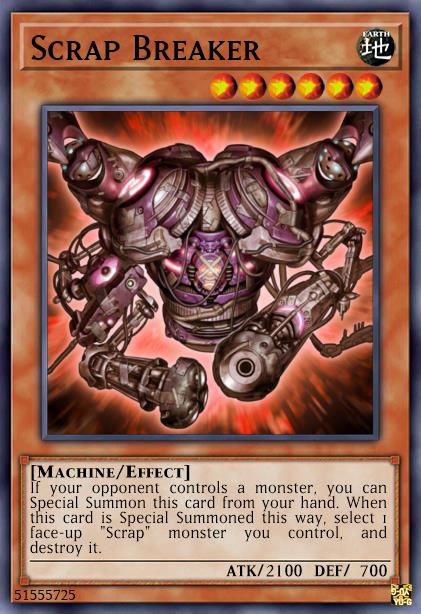 Scrap Breaker
EARTH
地
[Machine/Effect]
If your opponent controls a monster, you can
Special Summon this card from your hand. When
this card is Special Summoned this way, select 1
face-up "Scrap" monster you control, and
destroy it.
ATK/2100 DEF/ 700
51555725